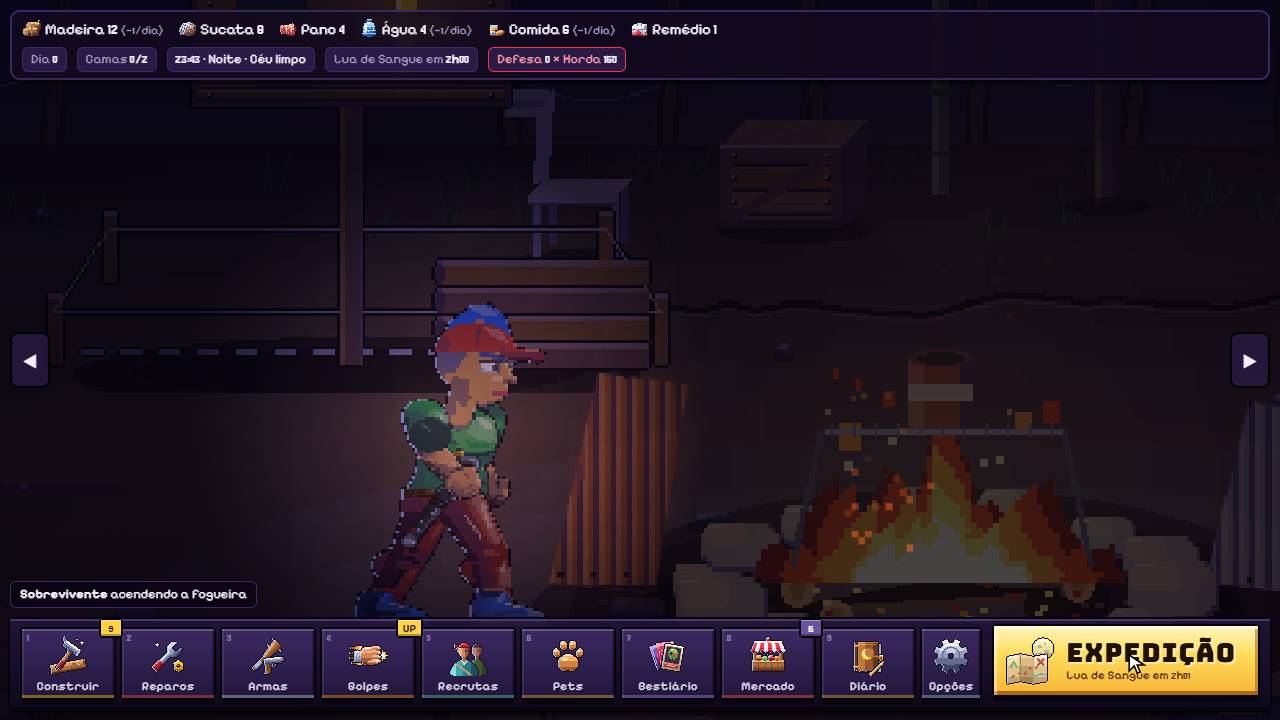 Madeira 12 (-1/dia) Sucata 8 Pano 4 Água 4 (-1/dia) Comida 6 (-1/dia) Remédio 1
Dia 0 Camas 0/2 23:43 · Noite · Céu limpo Lua de Sangue em 2h00 Defesa 0 × Horda 160
◀ ▶
Sobrevivente acendendo a fogueira
9 UP 6
1 2 3 4 5 6 7 8 9
Construir Reparos Armas Golpes Recrutas Pets Bestiário Mercado Diário Opções
EXPEDIÇÃO
Lua de Sangue em 2h01